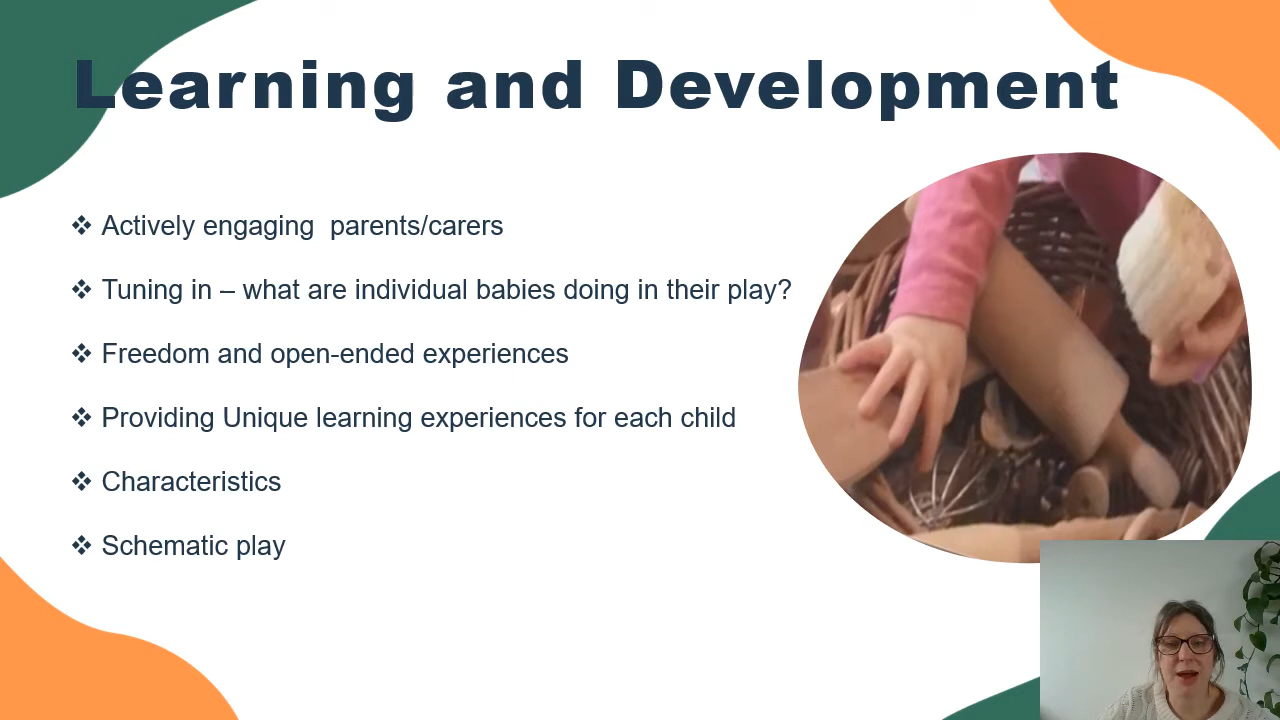 Learning and Development
❖ Actively engaging  parents/carers
❖ Tuning in – what are individual babies doing in their play?
❖ Freedom and open-ended experiences
❖ Providing Unique learning experiences for each child
❖ Characteristics
❖ Schematic play